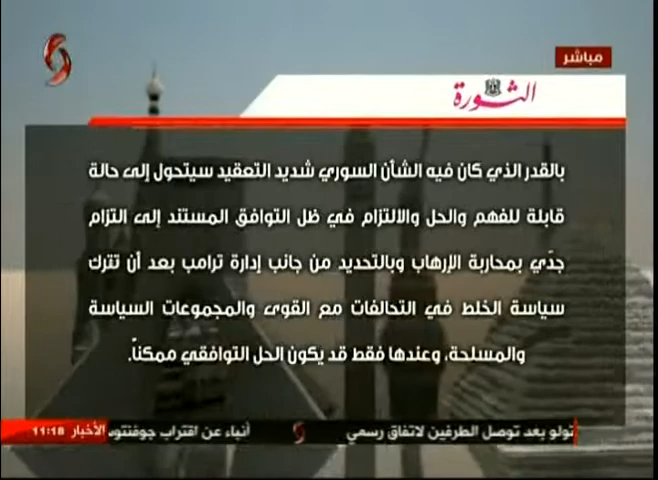 مباشر
الثورة
بالقدر الذي كان فيه الشأن السوري شديد التعقيد سيتحول إلى حالة
قابلة للفهم والحل والالتزام في ظل التوافق المستند إلى التزام
جدّي بمحاربة الإرهاب وبالتحديد من جانب إدارة ترامب بعد أن تترك
سياسة الخلط في التحالفات مع القوى والمجموعات السياسة
والمسلحة، وعندها فقط قد يكون الحل التوافقي ممكناً.
تولو بعد توصل الطرفين لاتفاق رسمي
أنباء عن اقتراب جوفنتوس
الأخبار 11:18